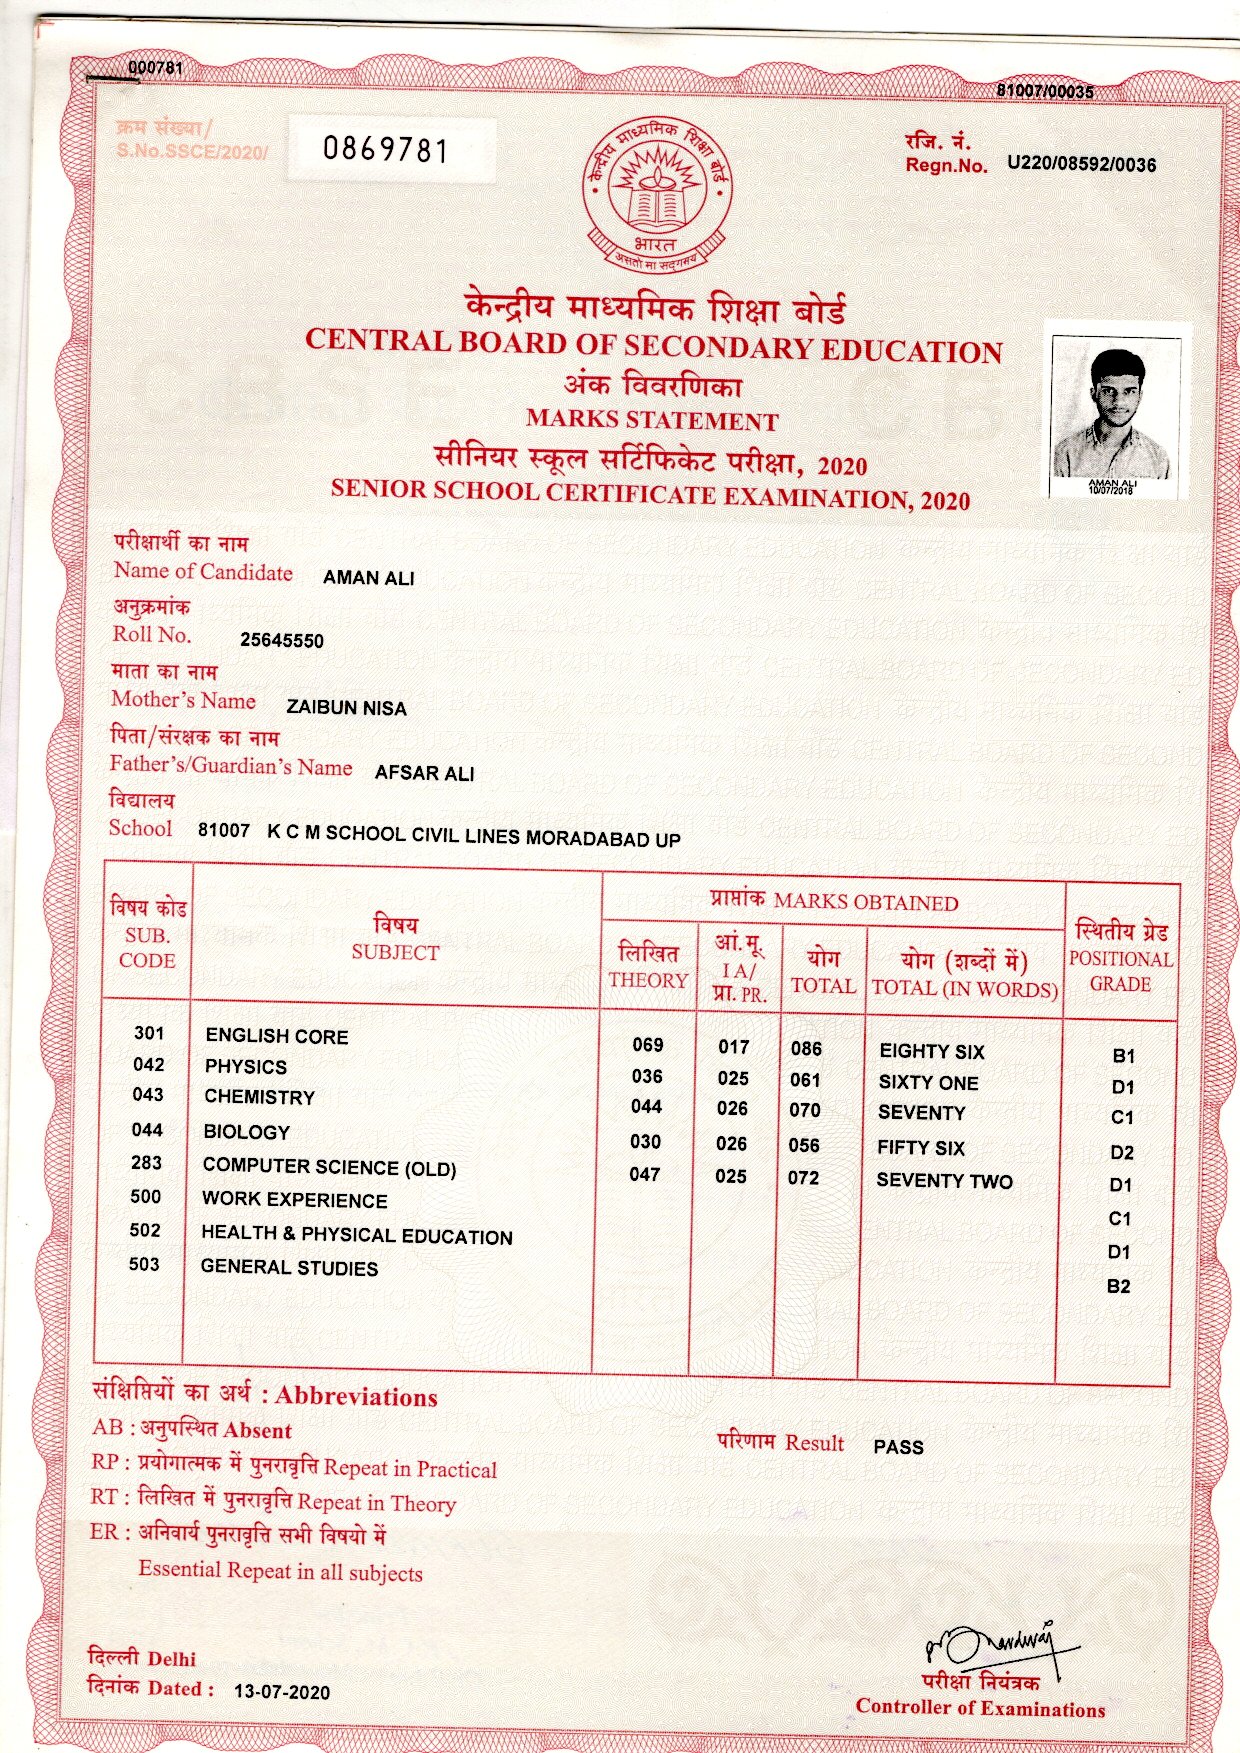 000781
81007/00035
क्रम संख्या/
S.No.SSCE/2020/
0869781
रजि. नं.
Regn.No. U220/08592/0036
केन्द्रीय माध्यमिक शिक्षा बोर्ड
भारत
असतो मा सद्गमय
केन्द्रीय माध्यमिक शिक्षा बोर्ड
CENTRAL BOARD OF SECONDARY EDUCATION
अंक विवरणिका
MARKS STATEMENT
सीनियर स्कूल सर्टिफिकेट परीक्षा, 2020
SENIOR SCHOOL CERTIFICATE EXAMINATION, 2020
AMAN ALI
10/07/2018
परीक्षार्थी का नाम
Name of Candidate AMAN ALI
अनुक्रमांक
Roll No. 25645550
माता का नाम
Mother's Name ZAIBUN NISA
पिता/संरक्षक का नाम
Father's/Guardian's Name AFSAR ALI
विद्यालय
School 81007 K C M SCHOOL CIVIL LINES MORADABAD UP
विषय कोड SUB. CODE विषय SUBJECT प्राप्तांक MARKS OBTAINED स्थितीय ग्रेड POSITIONAL GRADE
लिखित THEORY आं.मू. I A/ प्रा. PR. योग TOTAL योग (शब्दों में) TOTAL (IN WORDS)
301 ENGLISH CORE 069 017 086 EIGHTY SIX B1
042 PHYSICS 036 025 061 SIXTY ONE D1
043 CHEMISTRY 044 026 070 SEVENTY C1
044 BIOLOGY 030 026 056 FIFTY SIX D2
283 COMPUTER SCIENCE (OLD) 047 025 072 SEVENTY TWO D1
500 WORK EXPERIENCE C1
502 HEALTH & PHYSICAL EDUCATION D1
503 GENERAL STUDIES B2
संक्षिप्तियों का अर्थ : Abbreviations
AB : अनुपस्थित Absent
परिणाम Result PASS
RP : प्रयोगात्मक में पुनरावृत्ति Repeat in Practical
RT : लिखित में पुनरावृत्ति Repeat in Theory
ER : अनिवार्य पुनरावृत्ति सभी विषयो में
Essential Repeat in all subjects
दिल्ली Delhi
दिनांक Dated : 13-07-2020
परीक्षा नियंत्रक
Controller of Examinations